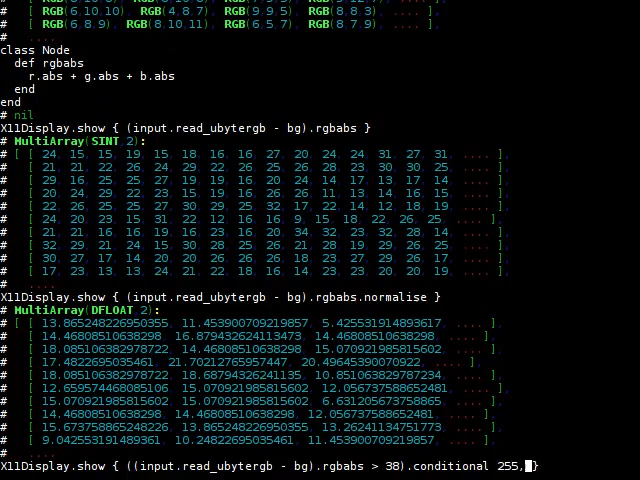 #   [ RGB(6,10,10), RGB(4,8,7), RGB(9,9,5), RGB(8,8,3), .... ],
#   [ RGB(6,8,9), RGB(8,10,11), RGB(6,5,7), RGB(8,7,9), .... ],
#   ....
class Node
  def rgbabs
    r.abs + g.abs + b.abs
  end
end
# nil
X11Display.show { (input.read_ubytergb - bg).rgbabs }
# MultiArray(SINT,2):
# [ [ 24, 15, 15, 19, 15, 18, 16, 16, 27, 20, 24, 24, 31, 27, 31, .... ],
#   [ 21, 21, 22, 26, 24, 29, 22, 26, 25, 26, 28, 23, 30, 30, 25, .... ],
#   [ 29, 16, 25, 25, 27, 19, 19, 16, 20, 24, 14, 17, 13, 17, 14, .... ],
#   [ 20, 24, 29, 22, 23, 15, 19, 16, 26, 26, 11, 13, 14, 16, 15, .... ],
#   [ 22, 26, 25, 25, 27, 30, 29, 25, 32, 17, 22, 14, 12, 18, 19, .... ],
#   [ 24, 20, 23, 15, 31, 22, 12, 16, 16, 9, 15, 18, 22, 26, 25, .... ],
#   [ 21, 21, 16, 16, 19, 16, 23, 16, 20, 34, 32, 23, 32, 28, 14, .... ],
#   [ 32, 29, 21, 24, 15, 30, 28, 25, 26, 21, 28, 19, 29, 26, 25, .... ],
#   [ 30, 27, 17, 14, 20, 20, 26, 26, 16, 18, 23, 27, 29, 26, 17, .... ],
#   [ 17, 23, 13, 13, 24, 21, 22, 18, 16, 21, 23, 23, 20, 20, 19, .... ],
#   ....
X11Display.show { (input.read_ubytergb - bg).rgbabs.normalise }
# MultiArray(DFLOAT,2):
# [ [ 13.865248226950355, 11.453900709219857, 5.425531914893617, .... ],
#   [ 14.46808510638298, 16.879432624113473, 14.46808510638298, .... ],
#   [ 18.085106382978722, 14.46808510638298, 15.070921985815602, .... ],
#   [ 17.4822695035461, 21.70212765957447, 20.49645390070922, .... ],
#   [ 18.085106382978722, 18.68794326241135, 10.851063829787234, .... ],
#   [ 12.659574468085106, 15.070921985815602, 12.056737588652481, .... ],
#   [ 15.070921985815602, 15.070921985815602, 6.631205673758865, .... ],
#   [ 14.46808510638298, 14.46808510638298, 12.056737588652481, .... ],
#   [ 15.673758865248226, 13.865248226950355, 13.26241134751773, .... ],
#   [ 9.042553191489361, 10.24822695035461, 11.453900709219857, .... ],
#   ....
X11Display.show { ((input.read_ubytergb - bg).rgbabs > 38).conditional 255, }